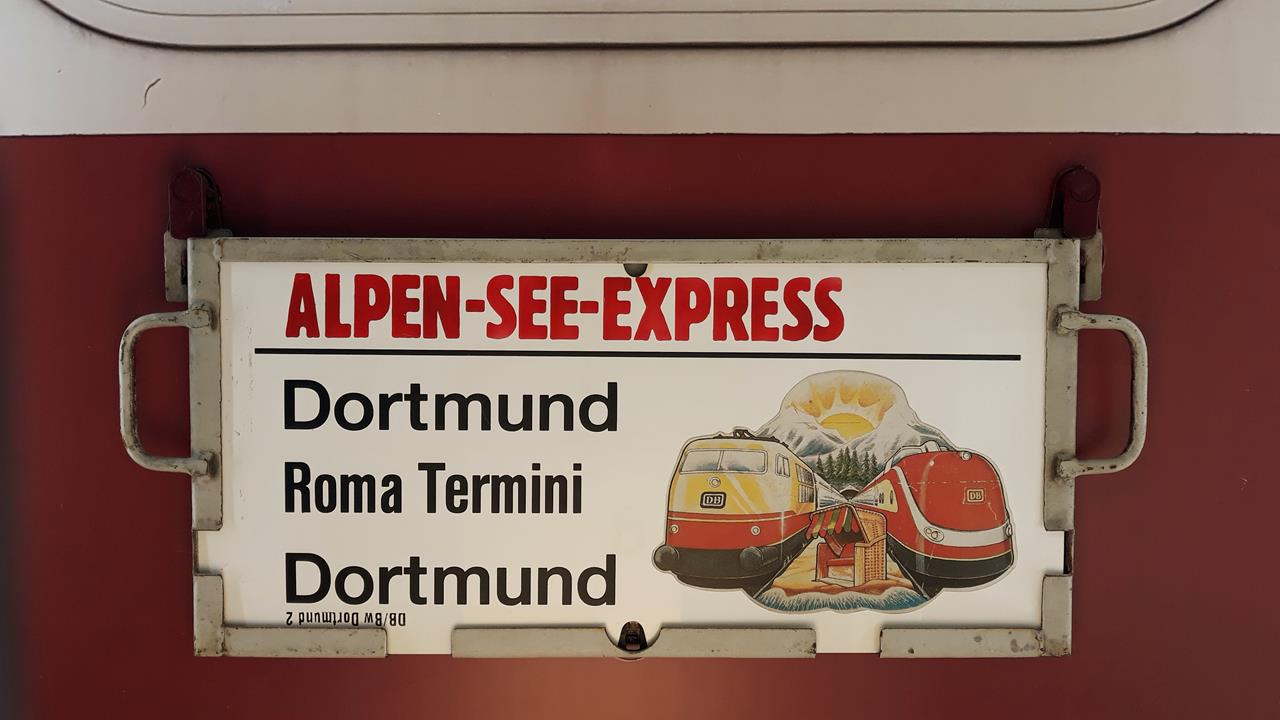 ALPEN-SEE-EXPRESS
Dortmund
Roma Termini
Dortmund
DB/Bw Dortmund 2
DB
DB